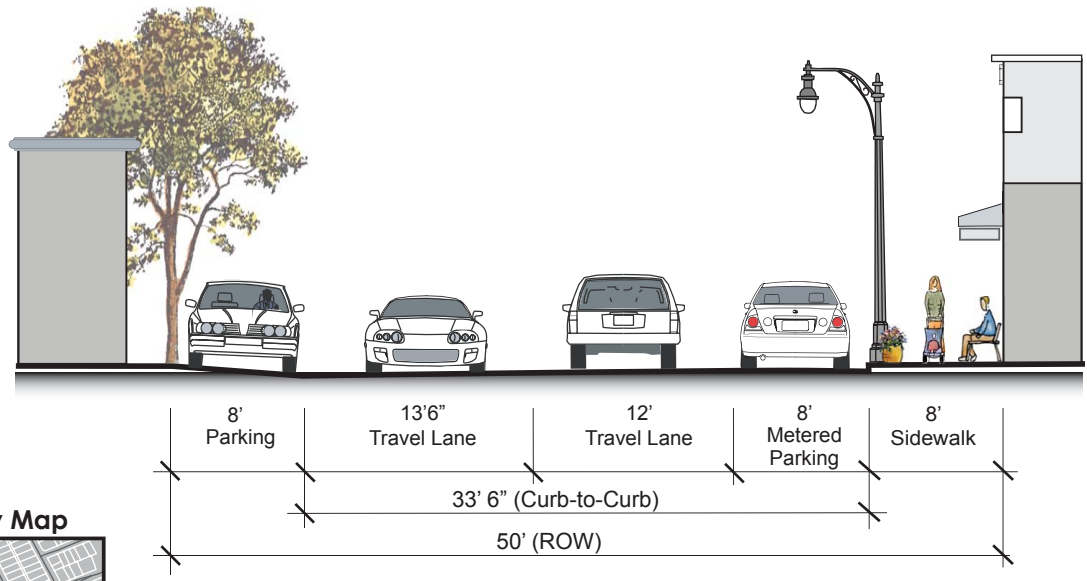 8’
Parking
13’6”
Travel Lane
12’
Travel Lane
8’
Metered
Parking
8’
Sidewalk
33’ 6” (Curb-to-Curb)
50’ (ROW)
Map